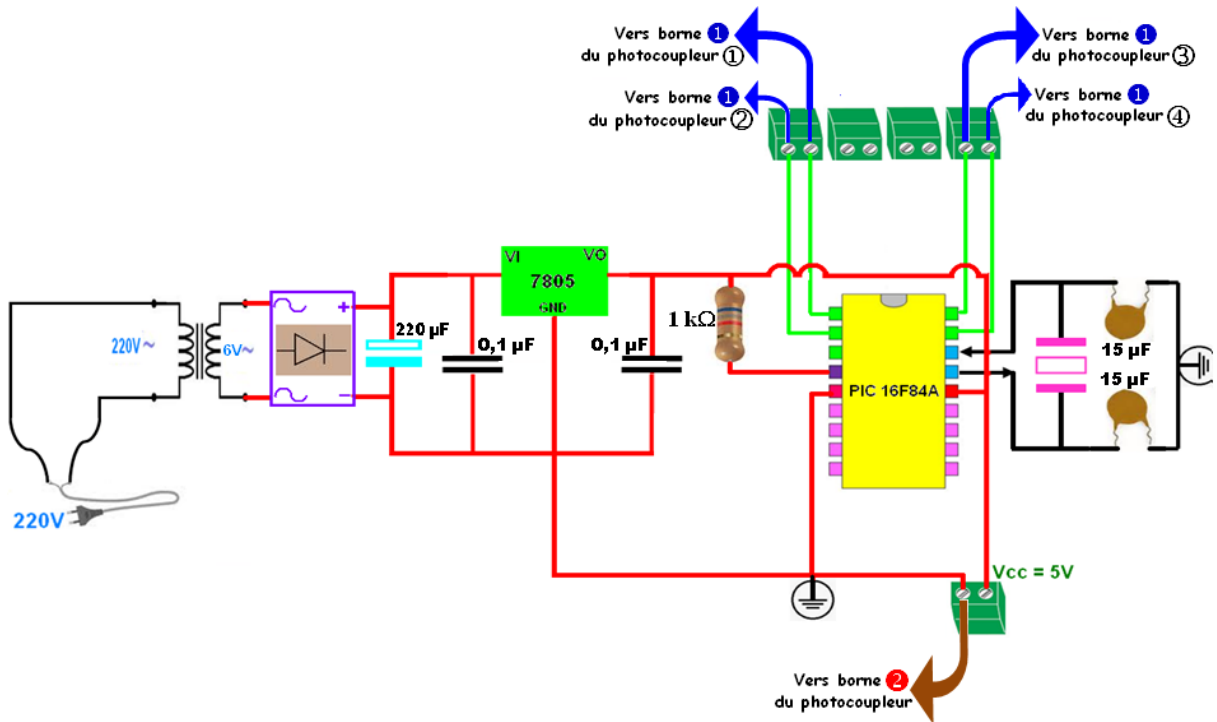 Vers borne 1
du photocoupleur 1
Vers borne 1
du photocoupleur 2
Vers borne 1
du photocoupleur 3
Vers borne 1
du photocoupleur 4
VI VO
7805
GND
220V ~
6V ~
+
−
220 µF
0,1 µF
0,1 µF
1 kΩ
PIC 16F84A
15 µF
15 µF
220V
Vcc = 5V
Vers borne 2
du photocoupleur